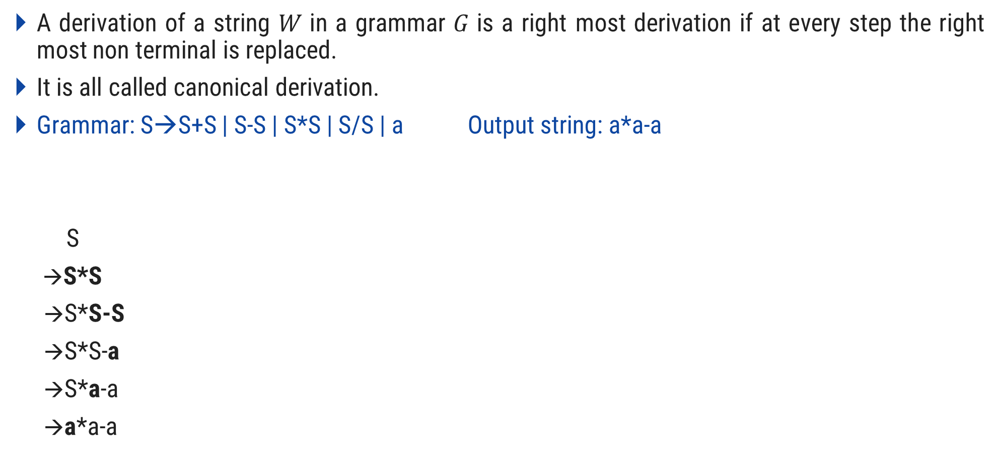 A derivation of a string W in a grammar G is a right most derivation if at every step the right
most non terminal is replaced.
It is all called canonical derivation.
Grammar: S→S+S | S-S | S*S | S/S | a Output string: a*a-a
S
→S*S
→S*S-S
→S*S-a
→S*a-a
→a*a-a